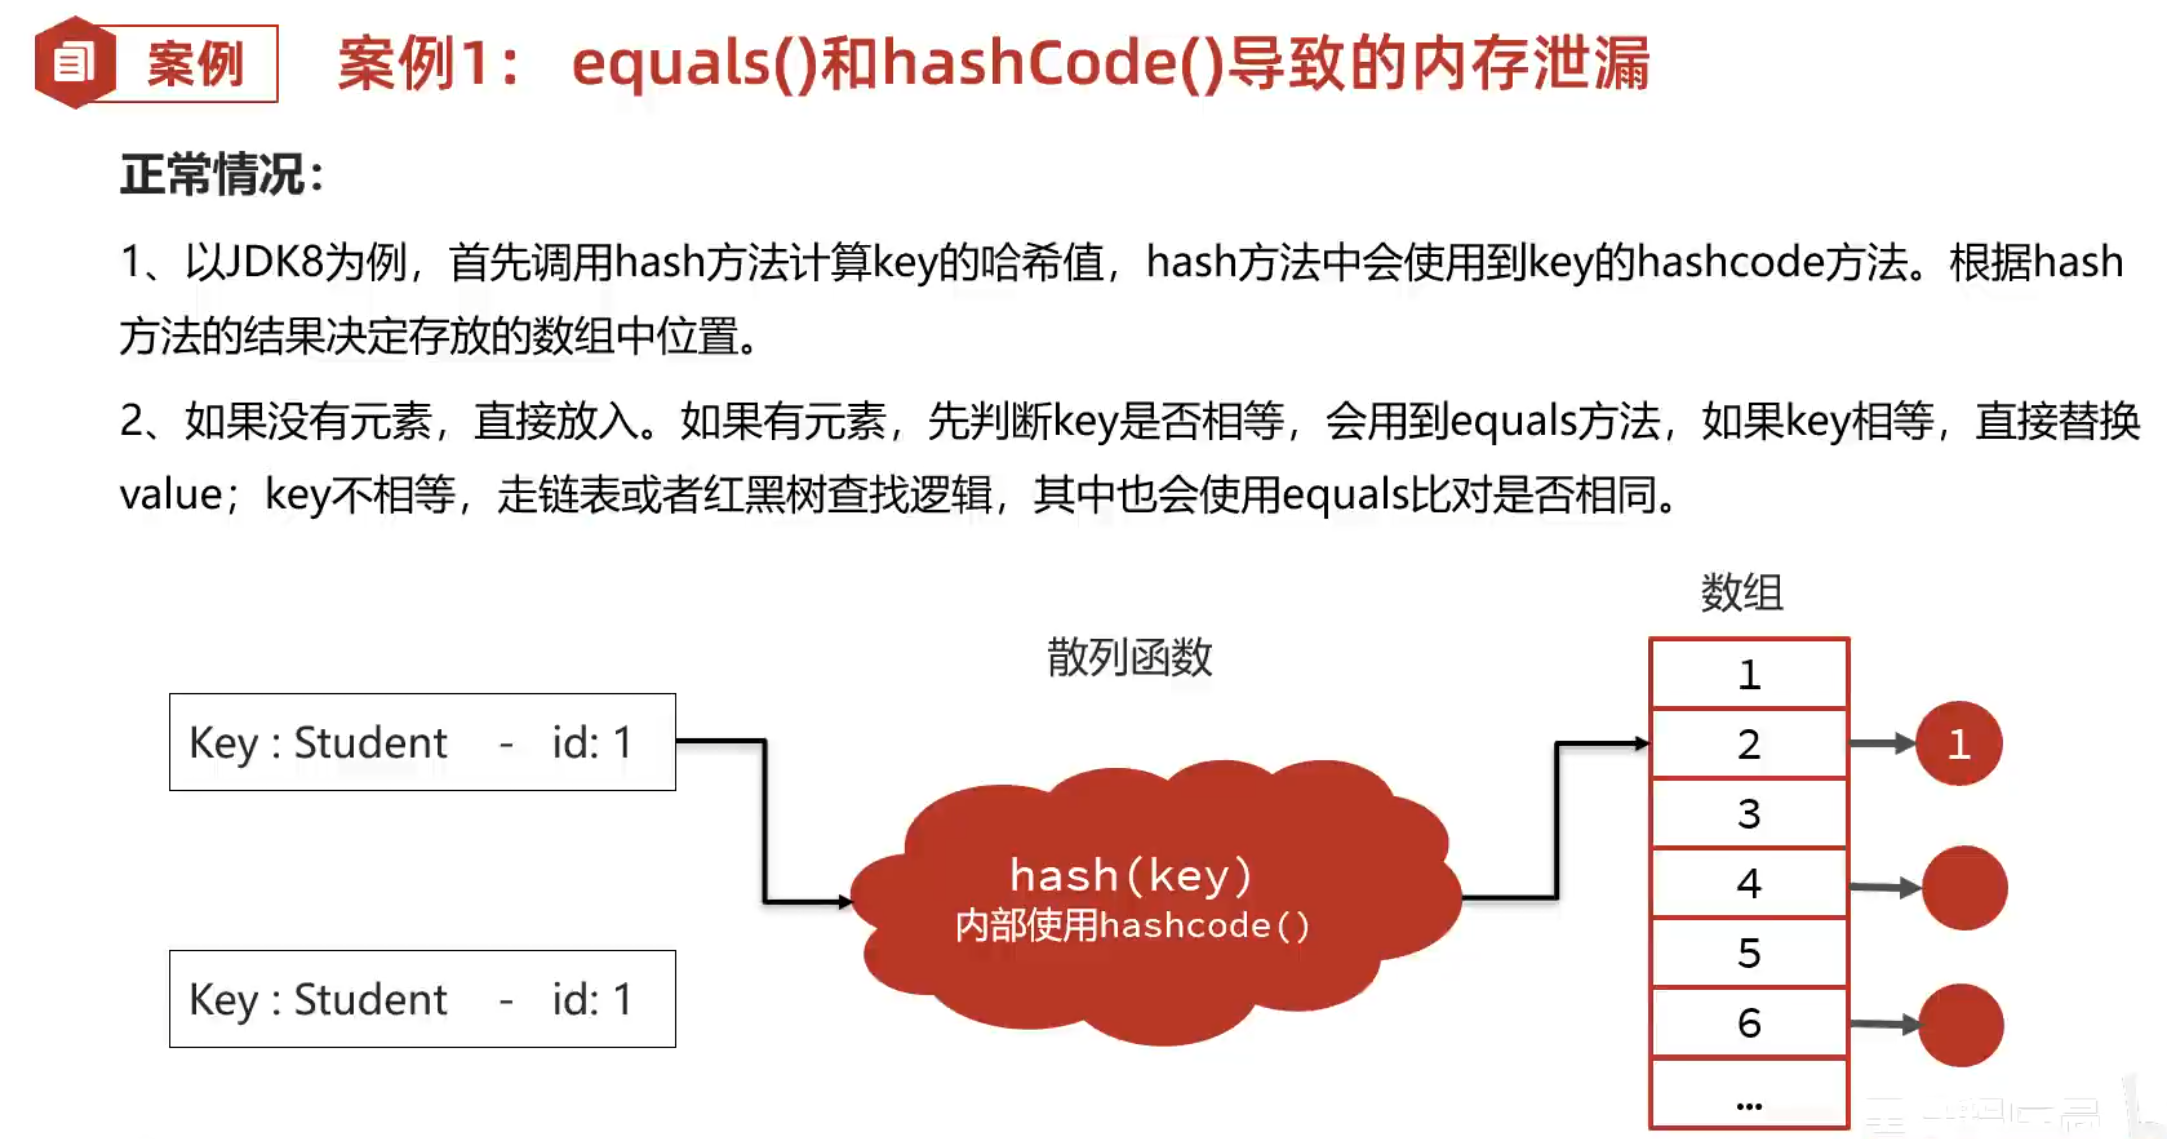 案例
案例1： equals()和hashCode()导致的内存泄漏
正常情况：
1、以JDK8为例，首先调用hash方法计算key的哈希值，hash方法中会使用到key的hashcode方法。根据hash
方法的结果决定存放的数组中位置。
2、如果没有元素，直接放入。如果有元素，先判断key是否相等，会用到equals方法，如果key相等，直接替换
value；key不相等，走链表或者红黑树查找逻辑，其中也会使用equals比对是否相同。
数组
散列函数
Key : Student - id: 1
hash(key)
内部使用hashcode()
Key : Student - id: 1
1
2
3
4
5
6
...
1